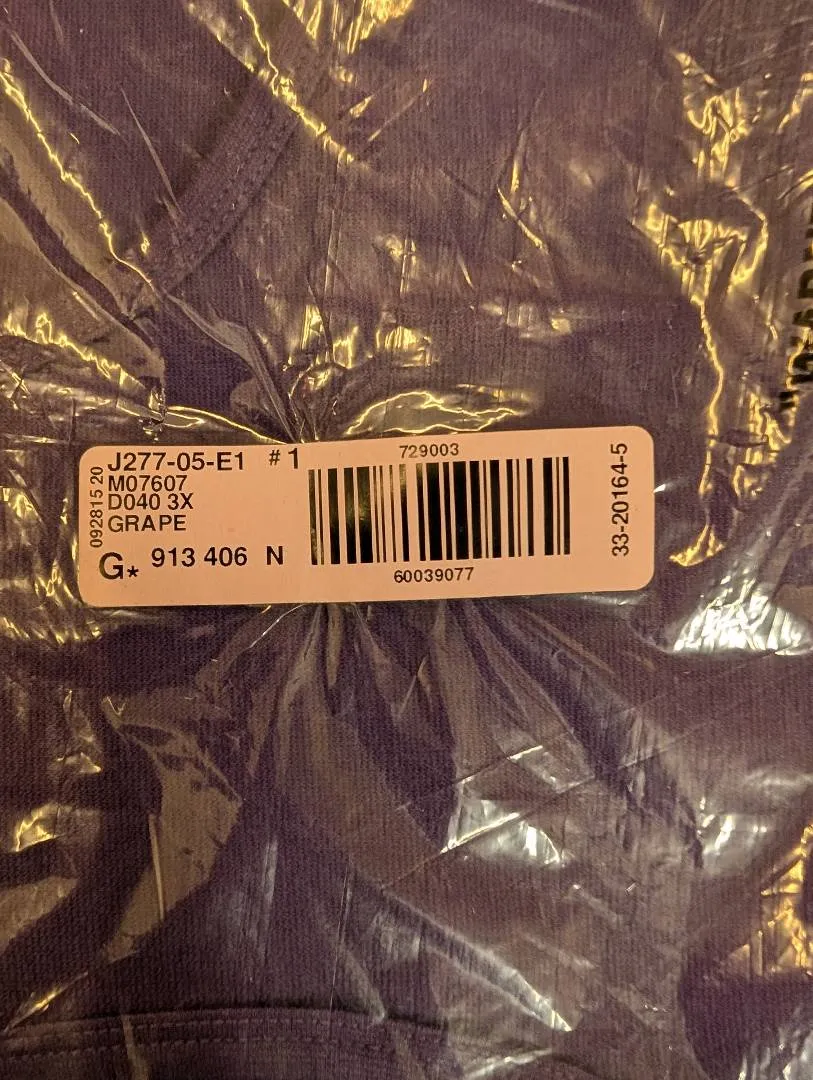 J277-05-E1 #1
M07607
D040 3X
GRAPE
G* 913 406 N
092815 20
729003
60039077
33-20164-5